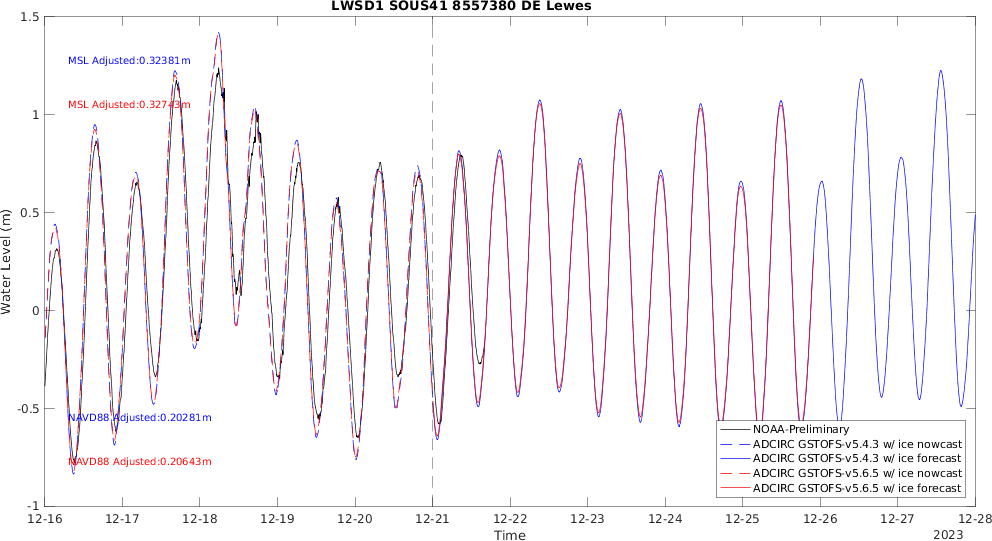 LWSD1 SOUS41 8557380 DE Lewes
1.5
MSL Adjusted:0.32381m
MSL Adjusted:0.32743m
1
0.5
Water Level (m)
0
-0.5
NAVD88 Adjusted:0.20281m
NAVD88 Adjusted:0.20643m
NOAA-Preliminary
ADCIRC GSTOFS-v5.4.3 w/ ice nowcast
ADCIRC GSTOFS-v5.4.3 w/ ice forecast
ADCIRC GSTOFS-v5.6.5 w/ ice nowcast
ADCIRC GSTOFS-v5.6.5 w/ ice forecast
-1
12-16 12-17 12-18 12-19 12-20 12-21 12-22 12-23 12-24 12-25 12-26 12-27 12-28
Time
2023